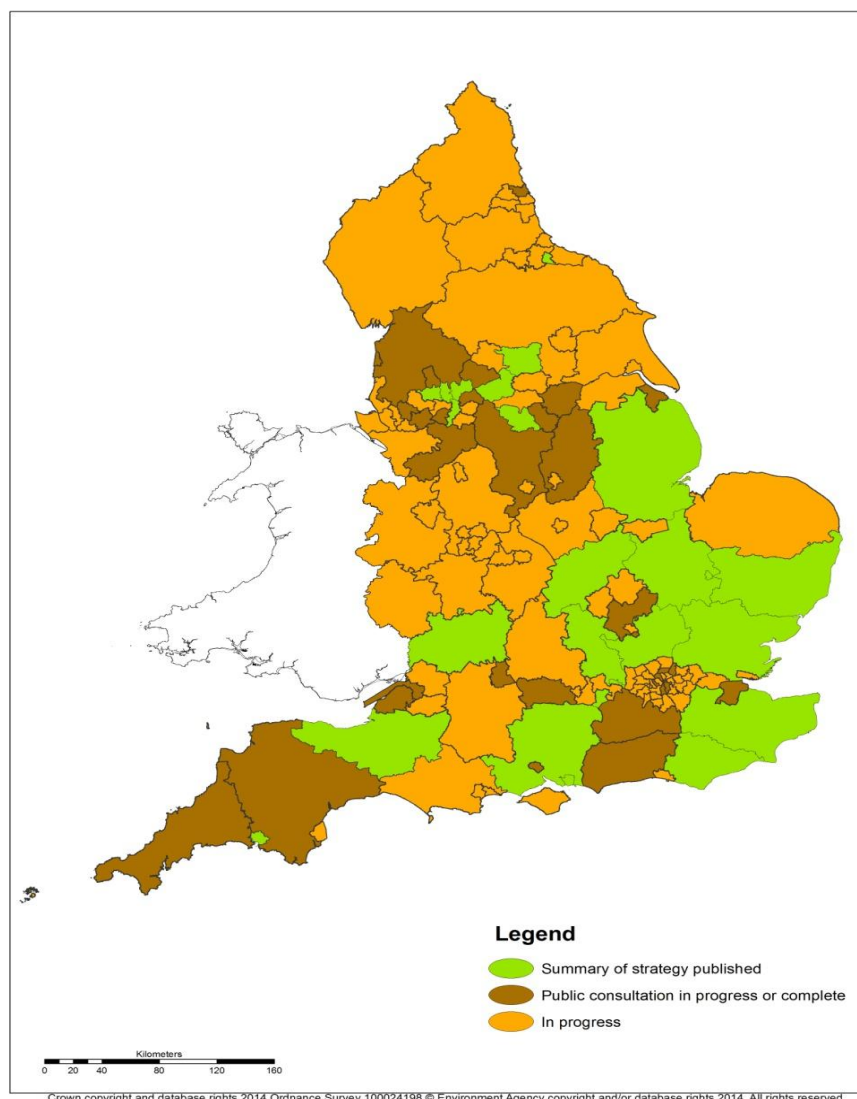 Legend
Summary of strategy published
Public consultation in progress or complete
In progress
Kilometers
0 20 40 80 120 160
Crown copyright and database rights 2014 Ordnance Survey 100024198 © Environment Agency copyright and/or database rights 2014. All rights reserved